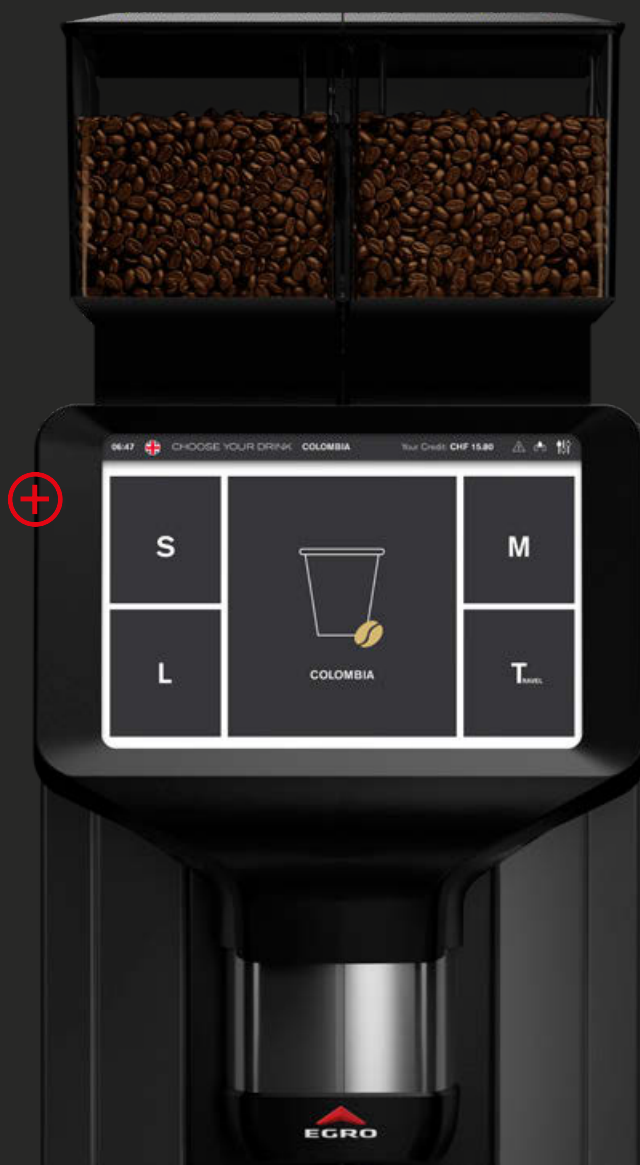 06:47 CHOOSE YOUR DRINK COLOMBIA Your Credit: CHF 15.80
S
M
COLOMBIA
L
TRAVEL
EGRO